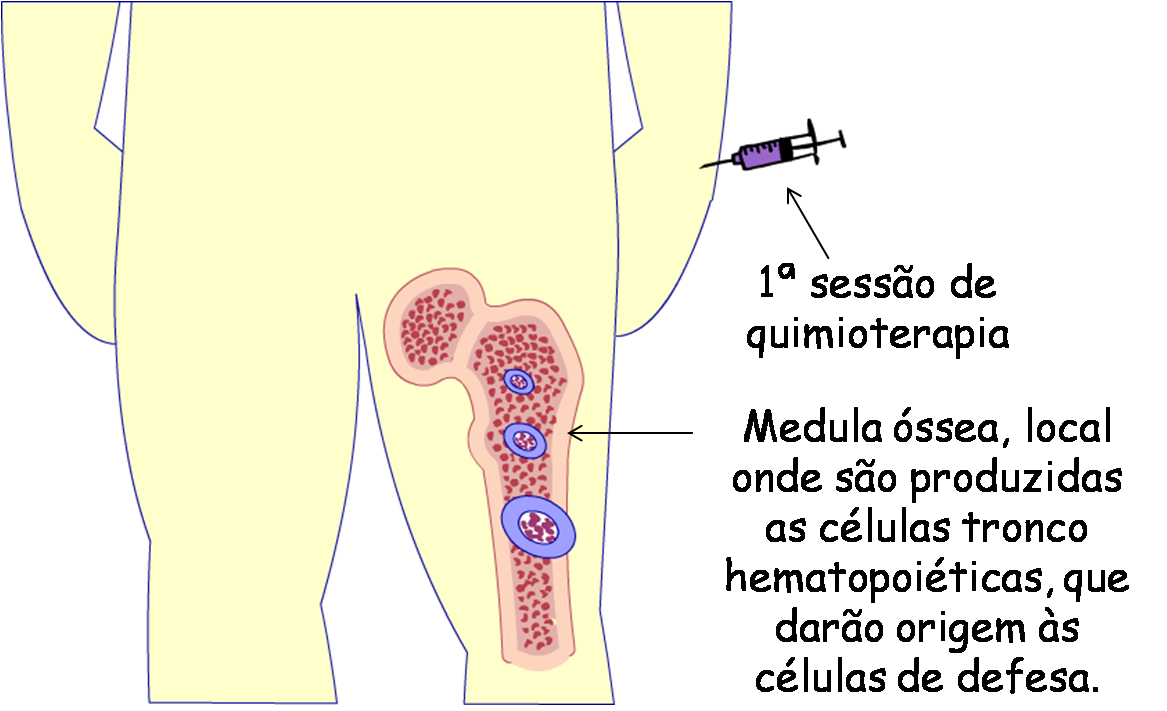 1ª sessão de
quimioterapia
Medula óssea, local
onde são produzidas
as células tronco
hematopoiéticas, que
darão origem às
células de defesa.